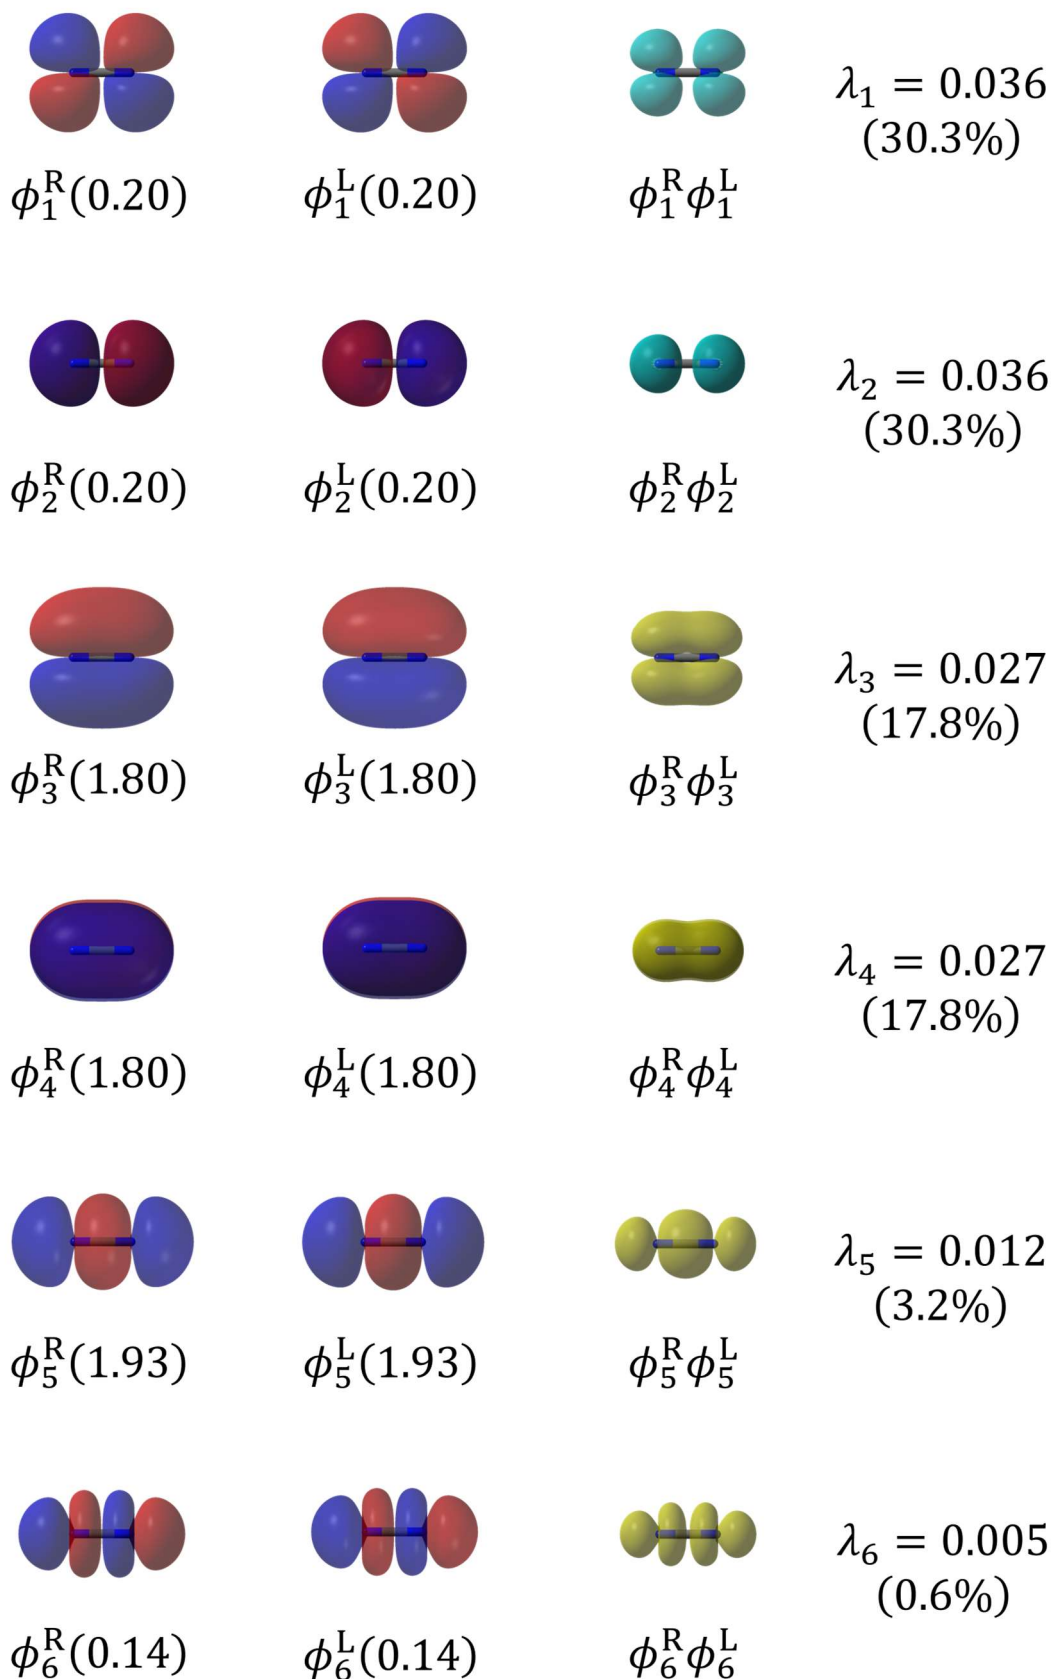 λ₁ = 0.036
(30.3%)
ϕ₁ᴿ(0.20) ϕ₁ᴸ(0.20) ϕ₁ᴿϕ₁ᴸ
λ₂ = 0.036
(30.3%)
ϕ₂ᴿ(0.20) ϕ₂ᴸ(0.20) ϕ₂ᴿϕ₂ᴸ
λ₃ = 0.027
(17.8%)
ϕ₃ᴿ(1.80) ϕ₃ᴸ(1.80) ϕ₃ᴿϕ₃ᴸ
λ₄ = 0.027
(17.8%)
ϕ₄ᴿ(1.80) ϕ₄ᴸ(1.80) ϕ₄ᴿϕ₄ᴸ
λ₅ = 0.012
(3.2%)
ϕ₅ᴿ(1.93) ϕ₅ᴸ(1.93) ϕ₅ᴿϕ₅ᴸ
λ₆ = 0.005
(0.6%)
ϕ₆ᴿ(0.14) ϕ₆ᴸ(0.14) ϕ₆ᴿϕ₆ᴸ